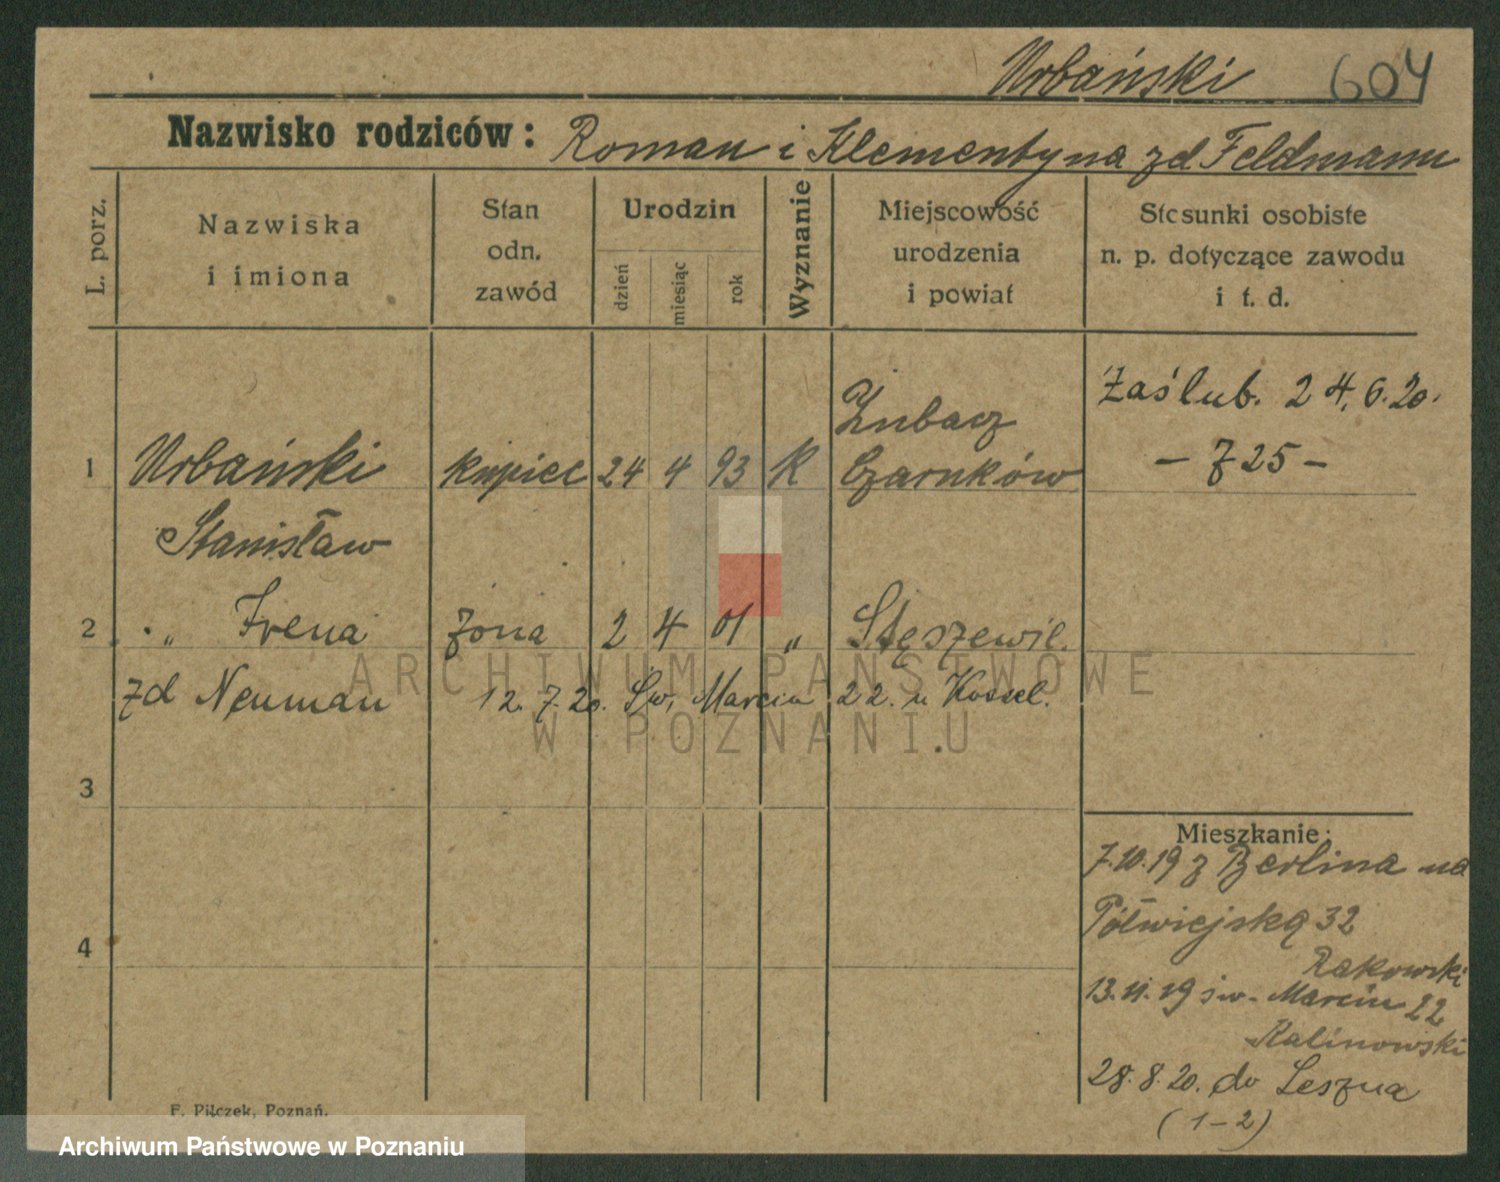 Urbański 604
Nazwisko rodziców: Roman i Klementyna zd Feldmann
L. porz.
Nazwiska
i imiona
Stan
odn.
zawód
Urodzin
dzień
miesiąc
rok
Wyznanie
Miejscowość
urodzenia
i powiat
Stosunki osobiste
n. p. dotyczące zawodu
i t. d.
Zaślub. 24.6.20.
- 725 -
Lubacz
1 Urbański kupiec 24 4 93 K Czarnków
Stanisław
2 " Irena żona 2 4 01 " Stęszewil.
zd Neuman 12.7.20. Św. Marcin 22. u Kossel.
3
4
Mieszkanie:
7.10.19 z Berlina na
Półwiejską 32
Rakowski
13.11.19 św. Marcin 22
Kalinowski
28.8.20. do Leszna
(1-2)
F. Pilczek, Poznań.
ARCHIWUM PAŃSTWOWE
W POZNANIU
Archiwum Państwowe w Poznaniu